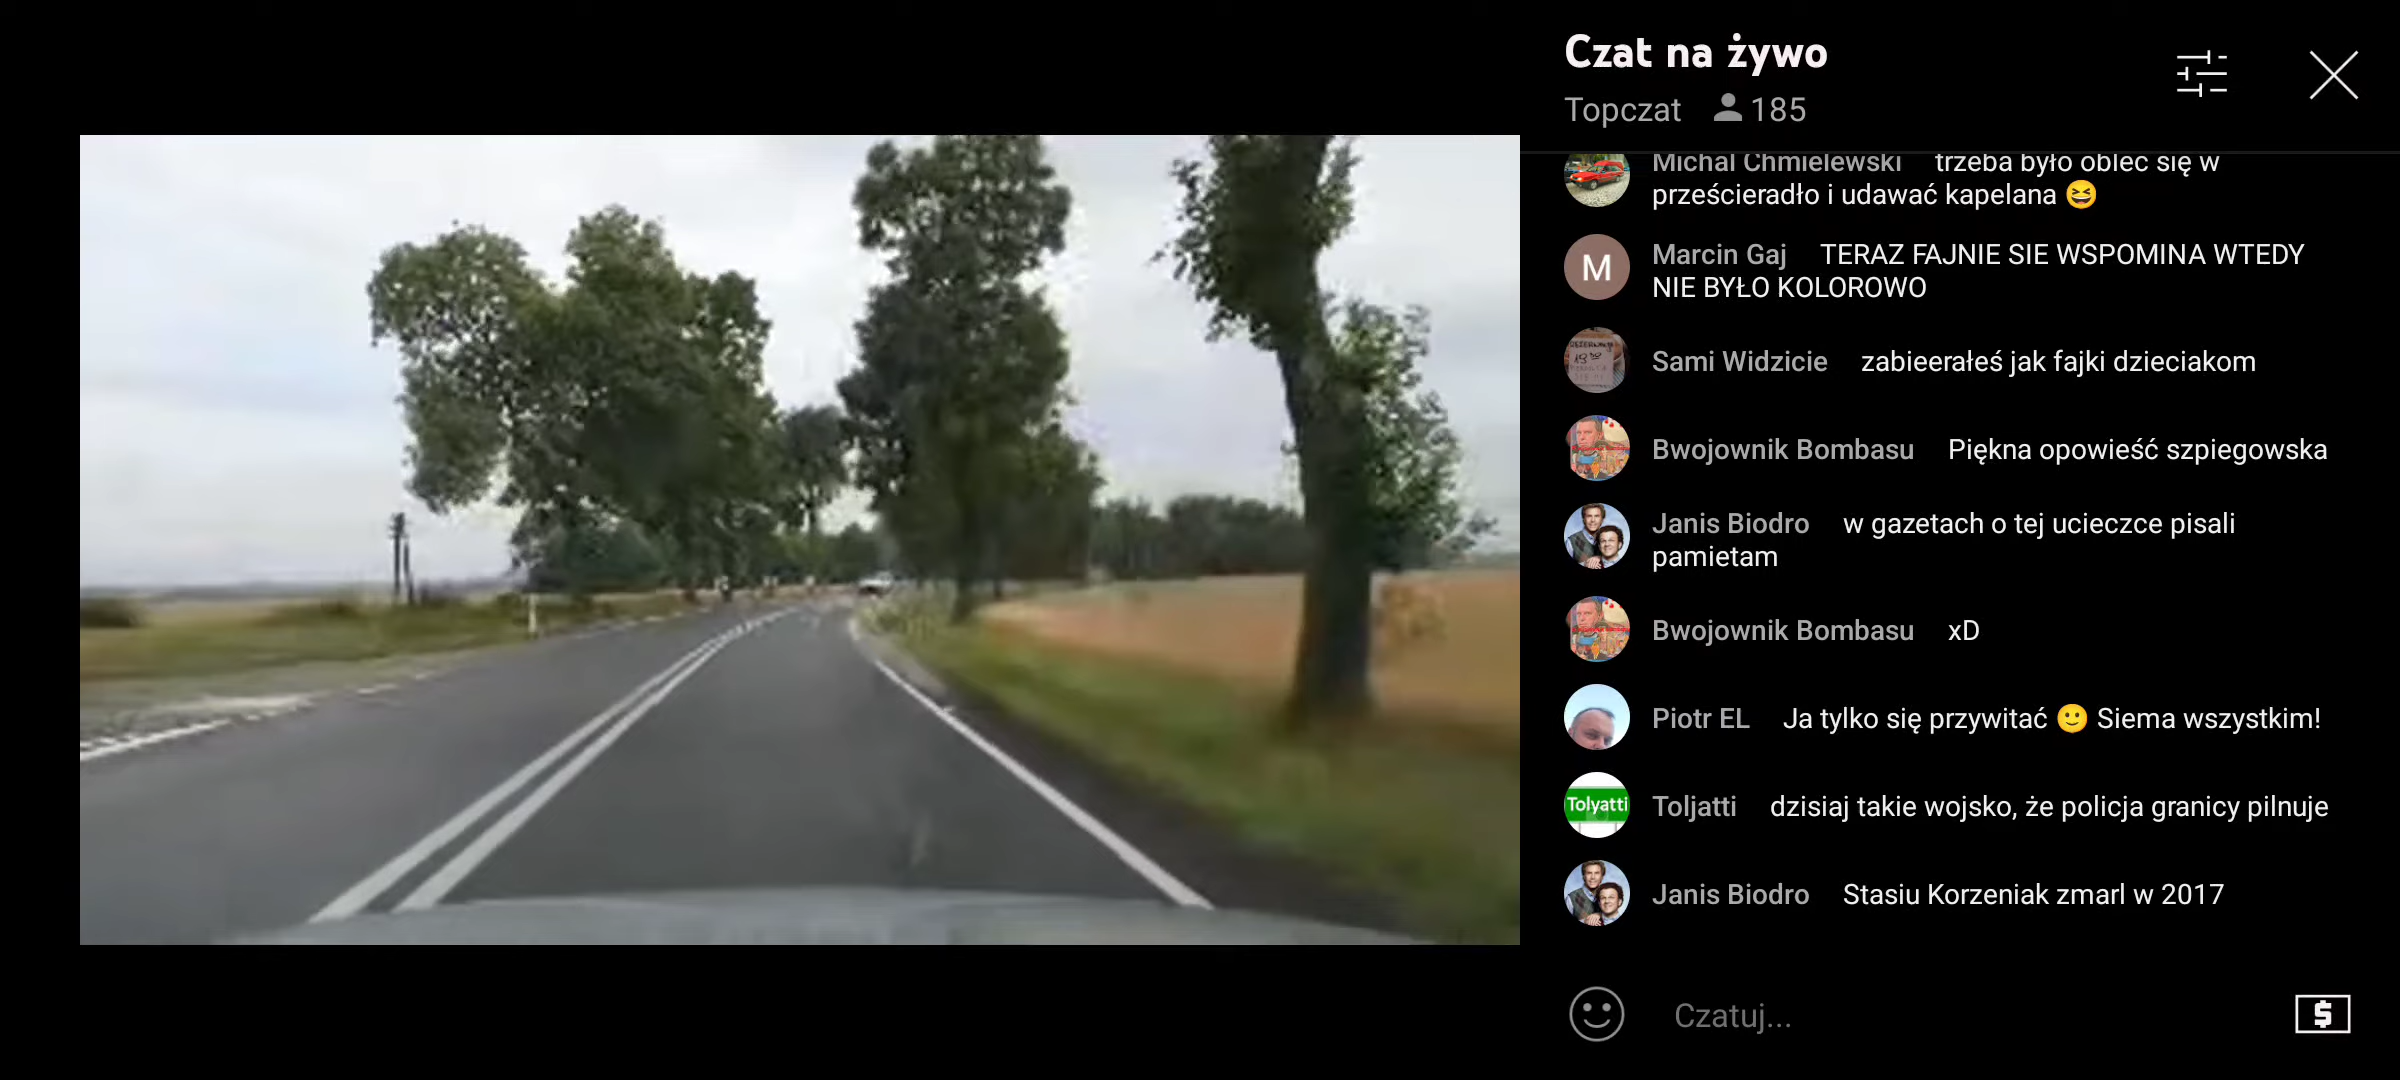 Czat na żywo
Topczat 185
Michal Chmielewski trzeba było oblec się w
prześcieradło i udawać kapelana 😆
M Marcin Gaj TERAZ FAJNIE SIE WSPOMINA WTEDY
NIE BYŁO KOLOROWO
Sami Widzicie zabieerałeś jak fajki dzieciakom
Bwojownik Bombasu Piękna opowieść szpiegowska
Janis Biodro w gazetach o tej ucieczce pisali
pamietam
Bwojownik Bombasu xD
Piotr EL Ja tylko się przywitać 🙂 Siema wszystkim!
Tolyatti Toljatti dzisiaj takie wojsko, że policja granicy pilnuje
Janis Biodro Stasiu Korzeniak zmarl w 2017
Czatuj...
$